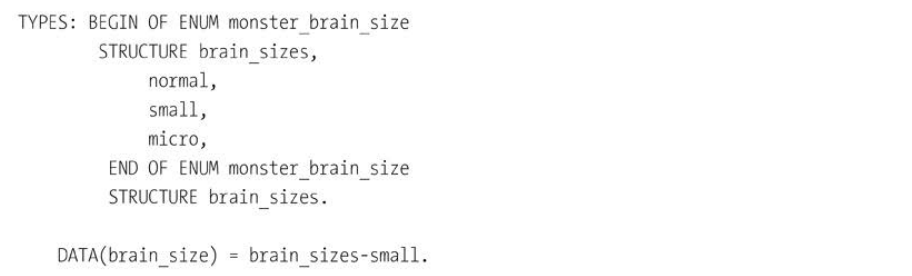 TYPES: BEGIN OF ENUM monster_brain_size
STRUCTURE brain_sizes,
normal,
small,
micro,
END OF ENUM monster_brain_size
STRUCTURE brain_sizes.
DATA(brain_size) = brain_sizes-small.